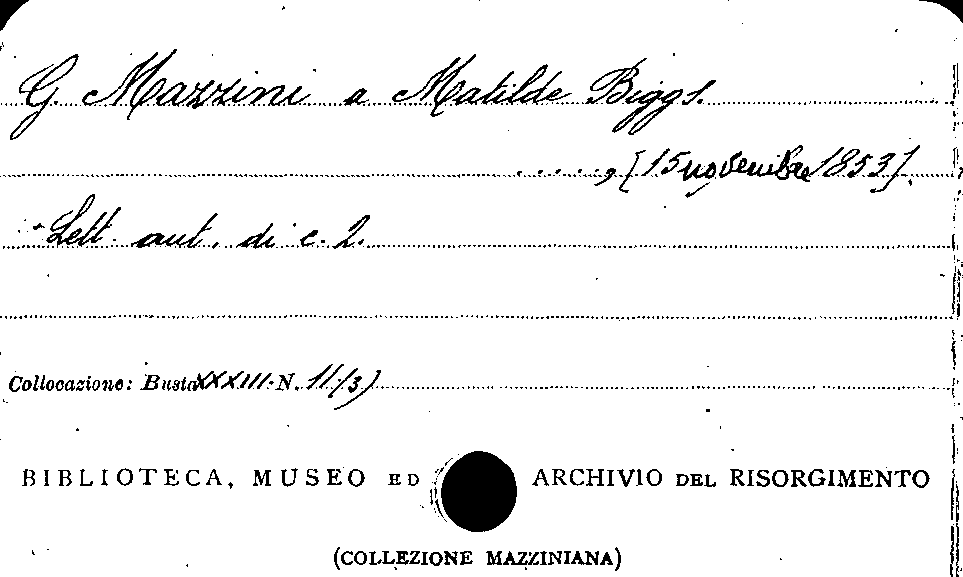 G. Mazzini a Matilde Biggs.
....., [15 novembre 1853].
Lett. aut. di c. 2.
Collocazione: Busta XXXIII. N. 11(3)
BIBLIOTECA, MUSEO ED ARCHIVIO DEL RISORGIMENTO
(COLLEZIONE MAZZINIANA)